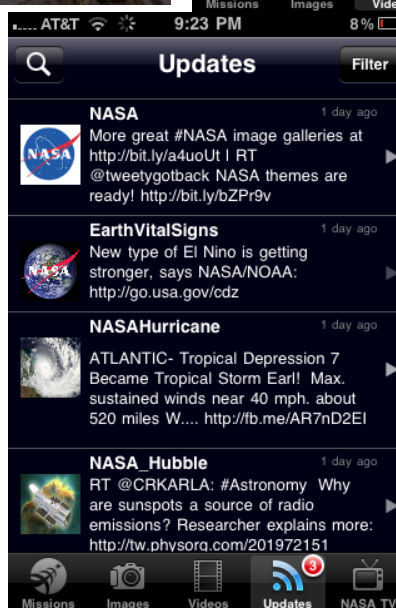 Missions Images Vide
AT&T 9:23 PM 8%
Updates Filter
NASA 1 day ago
NASA
More great #NASA image galleries at
http://bit.ly/a4uoUt | RT
@tweetygotback NASA themes are
ready! http://bit.ly/bZPr9v
EarthVitalSigns 1 day ago
NASA
New type of El Nino is getting
stronger, says NASA/NOAA:
http://go.usa.gov/cdz
NASAHurricane 1 day ago
ATLANTIC- Tropical Depression 7
Became Tropical Storm Earl! Max.
sustained winds near 40 mph. about
520 miles W.... http://fb.me/AR7nD2EI
NASA_Hubble 1 day ago
RT @CRKARLA: #Astronomy Why
are sunspots a source of radio
emissions? Researcher explains more:
http://tw.physorg.com/201972151
3
Missions Images Videos Updates NASA TV